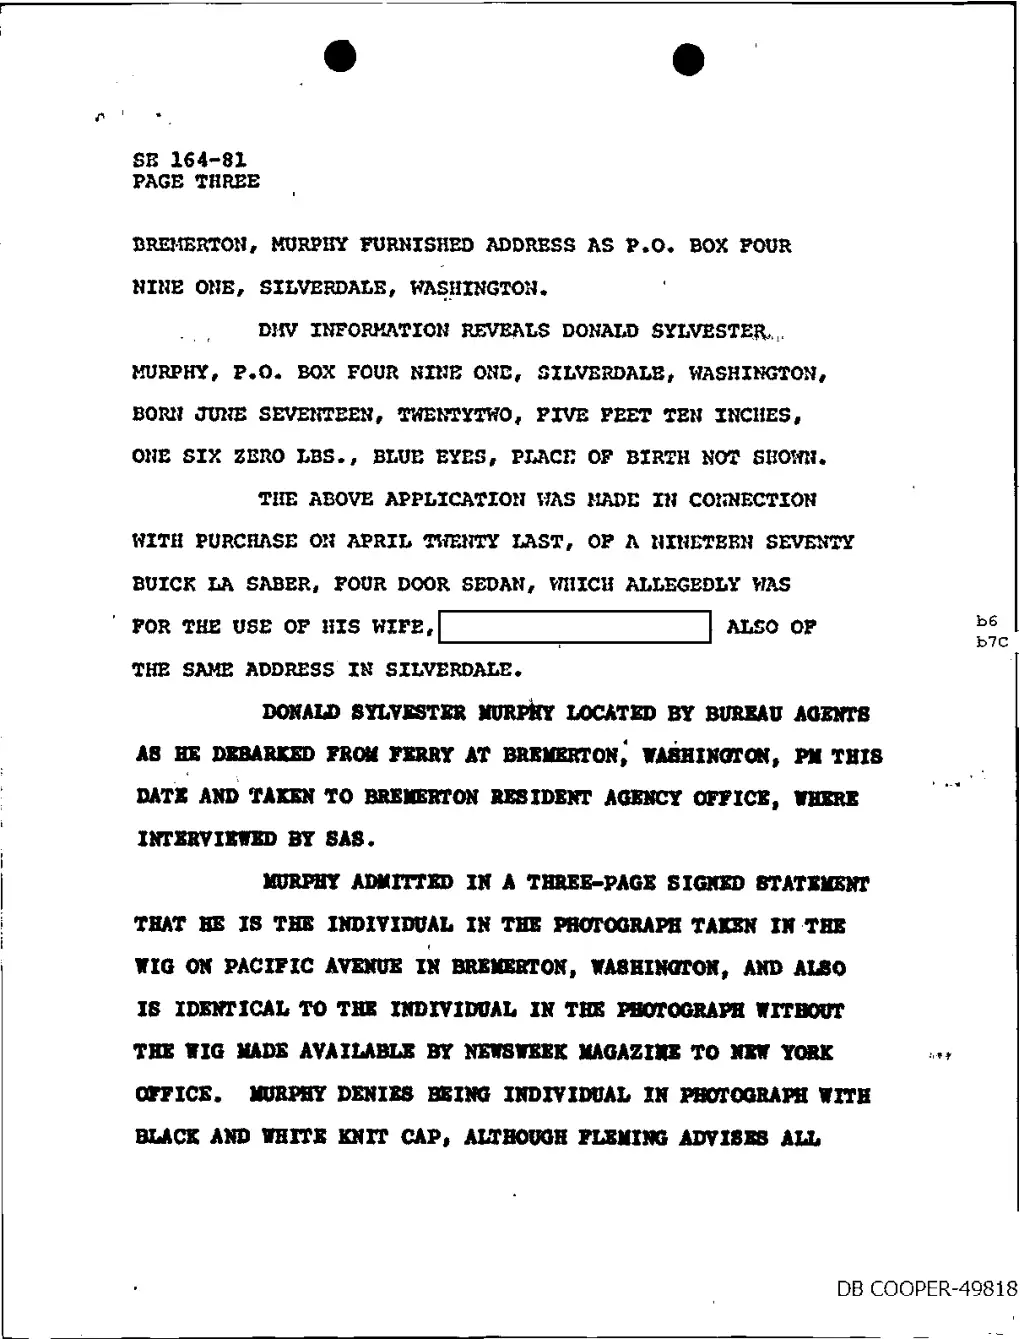 SE 164-81
PAGE THREE
BREMERTON, MURPHY FURNISHED ADDRESS AS P.O. BOX FOUR
NINE ONE, SILVERDALE, WASHINGTON.
DMV INFORMATION REVEALS DONALD SYLVESTER
MURPHY, P.O. BOX FOUR NINE ONE, SILVERDALE, WASHINGTON,
BORN JUNE SEVENTEEN, TWENTYTWO, FIVE FEET TEN INCHES,
ONE SIX ZERO LBS., BLUE EYES, PLACE OF BIRTH NOT SHOWN.
THE ABOVE APPLICATION WAS MADE IN CONNECTION
WITH PURCHASE ON APRIL TWENTY LAST, OF A NINETEEN SEVENTY
BUICK LA SABER, FOUR DOOR SEDAN, WHICH ALLEGEDLY WAS
FOR THE USE OF HIS WIFE, ALSO OF
b6
b7C
THE SAME ADDRESS IN SILVERDALE.
DONALD SYLVESTER MURPHY LOCATED BY BUREAU AGENTS
AS HE DEBARKED FROM FERRY AT BREMERTON, WASHINGTON, PM THIS
DATE AND TAKEN TO BREMERTON RESIDENT AGENCY OFFICE, WHERE
INTERVIEWED BY SAS.
MURPHY ADMITTED IN A THREE-PAGE SIGNED STATEMENT
THAT HE IS THE INDIVIDUAL IN THE PHOTOGRAPH TAKEN IN THE
WIG ON PACIFIC AVENUE IN BREMERTON, WASHINGTON, AND ALSO
IS IDENTICAL TO THE INDIVIDUAL IN THE PHOTOGRAPH WITHOUT
THE WIG MADE AVAILABLE BY NEWSWEEK MAGAZINE TO NEW YORK
OFFICE. MURPHY DENIES BEING INDIVIDUAL IN PHOTOGRAPH WITH
BLACK AND WHITE KNIT CAP, ALTHOUGH FLEMING ADVISES ALL
DB COOPER-49818